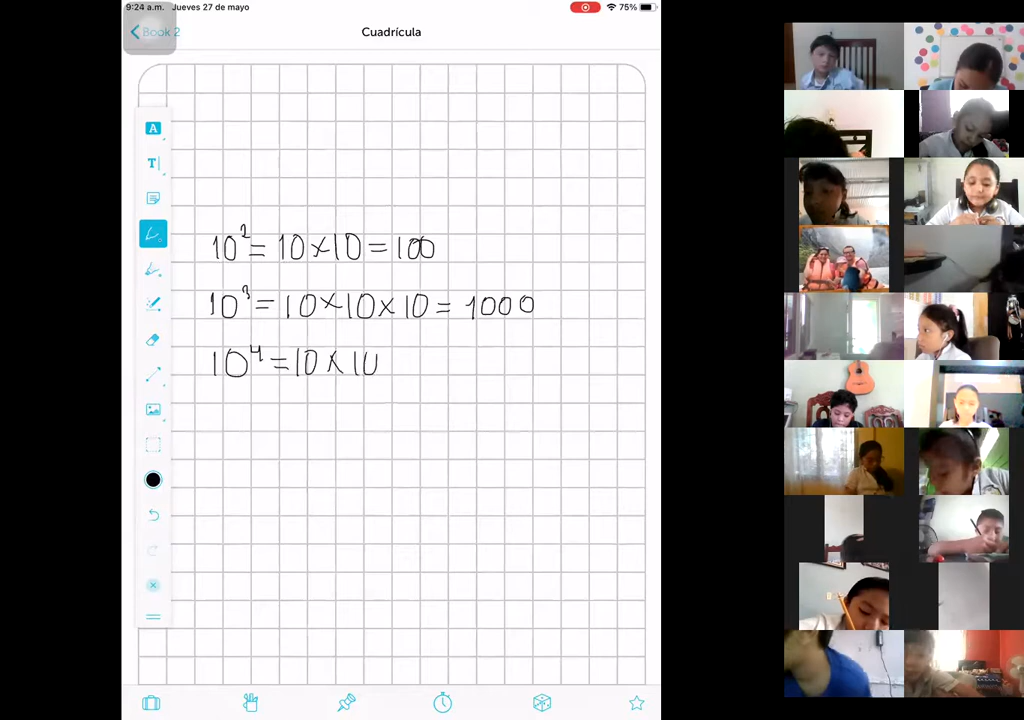 9:24 a.m. Jueves 27 de mayo 75%
Book 2 Cuadrícula
A
T
10² = 10 × 10 = 100
10³ = 10 × 10 × 10 = 1000
10⁴ = 10 × 10